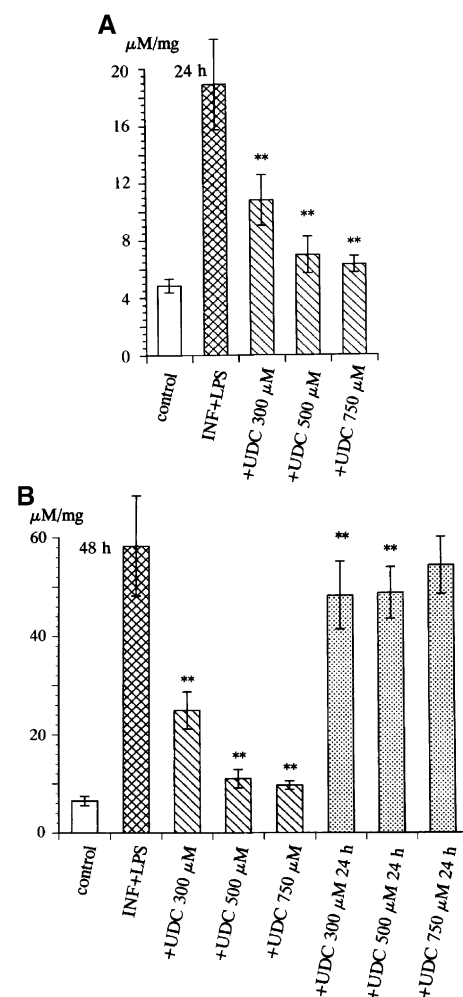 A
μM/mg
20
24 h
16
**
12
**
**
8
4
0
control
INF+LPS
+UDC 300 μM
+UDC 500 μM
+UDC 750 μM
B
μM/mg
60
48 h
**
**
40
**
20
**
**
0
control
INF+LPS
+UDC 300 μM
+UDC 500 μM
+UDC 750 μM
+UDC 300 μM 24 h
+UDC 500 μM 24 h
+UDC 750 μM 24 h